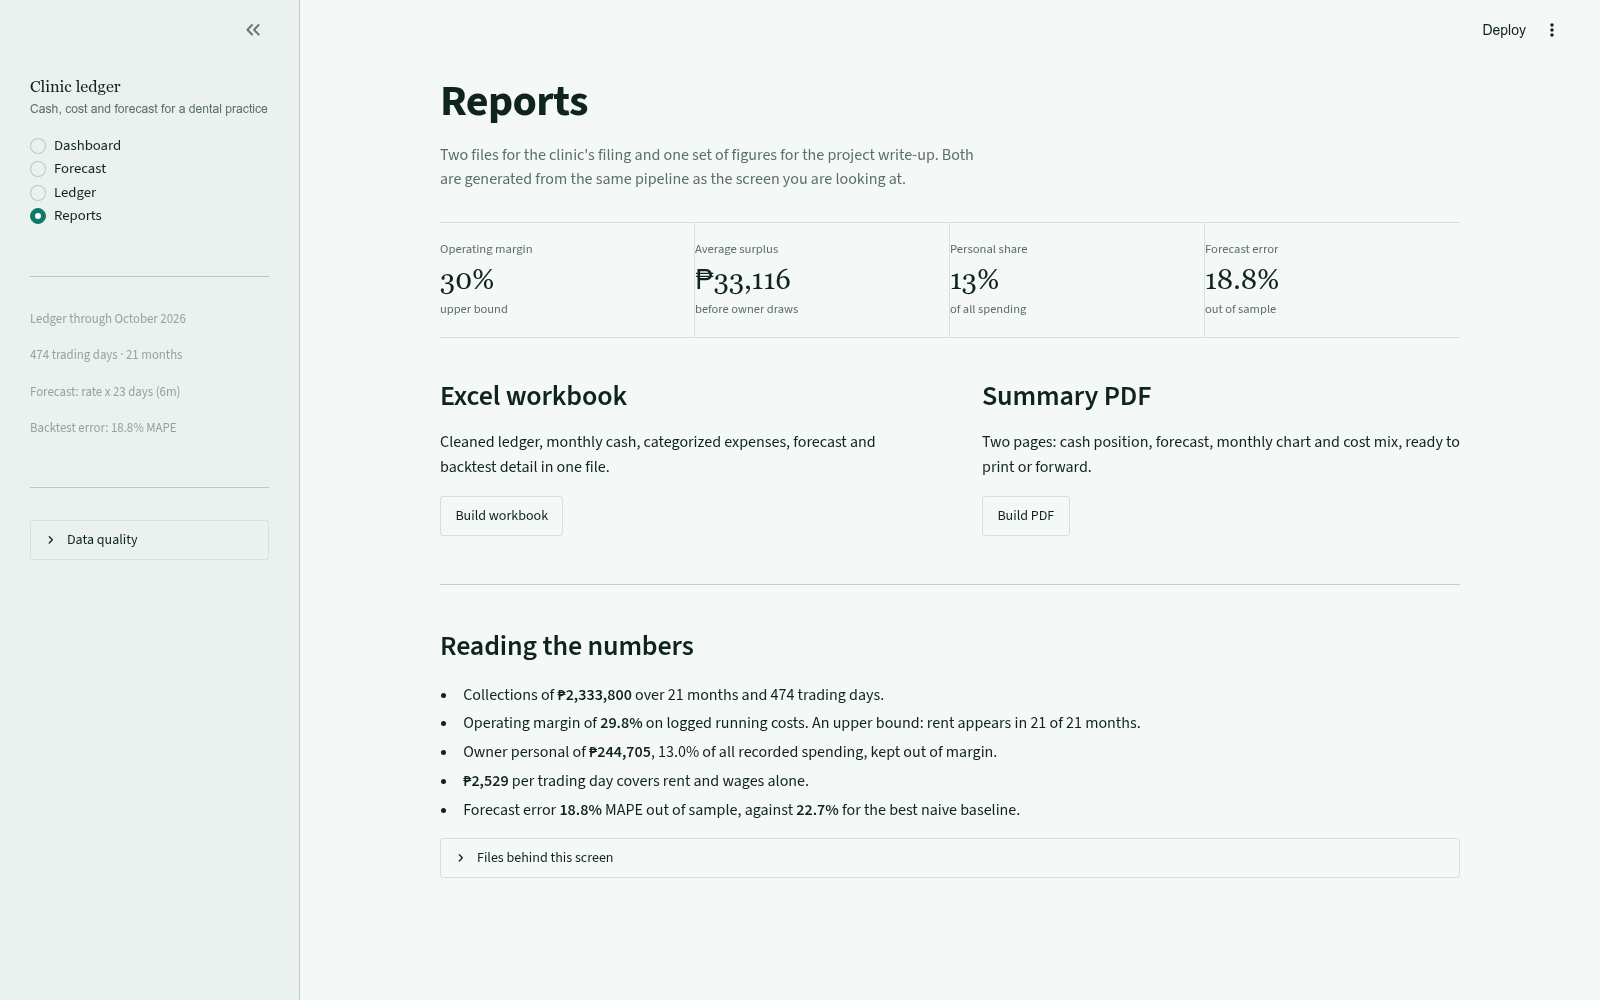 Deploy
Clinic ledger
Cash, cost and forecast for a dental practice
Dashboard
Forecast
Ledger
Reports
Ledger through October 2026
474 trading days · 21 months
Forecast: rate x 23 days (6m)
Backtest error: 18.8% MAPE
Data quality
Reports
Two files for the clinic's filing and one set of figures for the project write-up. Both
are generated from the same pipeline as the screen you are looking at.
Operating margin
30%
upper bound
Average surplus
₱33,116
before owner draws
Personal share
13%
of all spending
Forecast error
18.8%
out of sample
Excel workbook
Cleaned ledger, monthly cash, categorized expenses, forecast and
backtest detail in one file.
Build workbook
Summary PDF
Two pages: cash position, forecast, monthly chart and cost mix, ready to
print or forward.
Build PDF
Reading the numbers
• Collections of ₱2,333,800 over 21 months and 474 trading days.
• Operating margin of 29.8% on logged running costs. An upper bound: rent appears in 21 of 21 months.
• Owner personal of ₱244,705, 13.0% of all recorded spending, kept out of margin.
• ₱2,529 per trading day covers rent and wages alone.
• Forecast error 18.8% MAPE out of sample, against 22.7% for the best naive baseline.
Files behind this screen